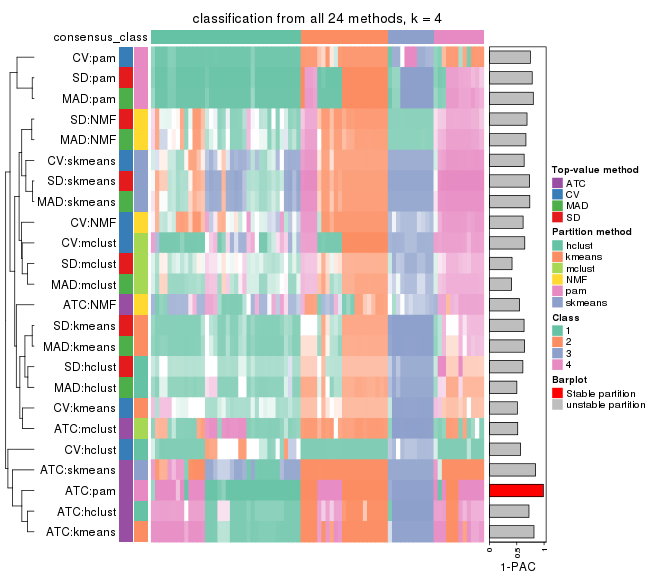 classification from all 24 methods, k = 4
consensus_class
CV:pam
SD:pam
MAD:pam
SD:NMF
MAD:NMF
CV:skmeans
SD:skmeans
MAD:skmeans
CV:NMF
CV:mclust
SD:mclust
MAD:mclust
ATC:NMF
SD:kmeans
MAD:kmeans
SD:hclust
MAD:hclust
CV:kmeans
ATC:mclust
CV:hclust
ATC:skmeans
ATC:pam
ATC:hclust
ATC:kmeans
0
0.5
1
1-PAC
Top-value method
ATC
CV
MAD
SD
Partition method
hclust
kmeans
mclust
NMF
pam
skmeans
Class
1
2
3
4
Barplot
Stable partition
unstable partition